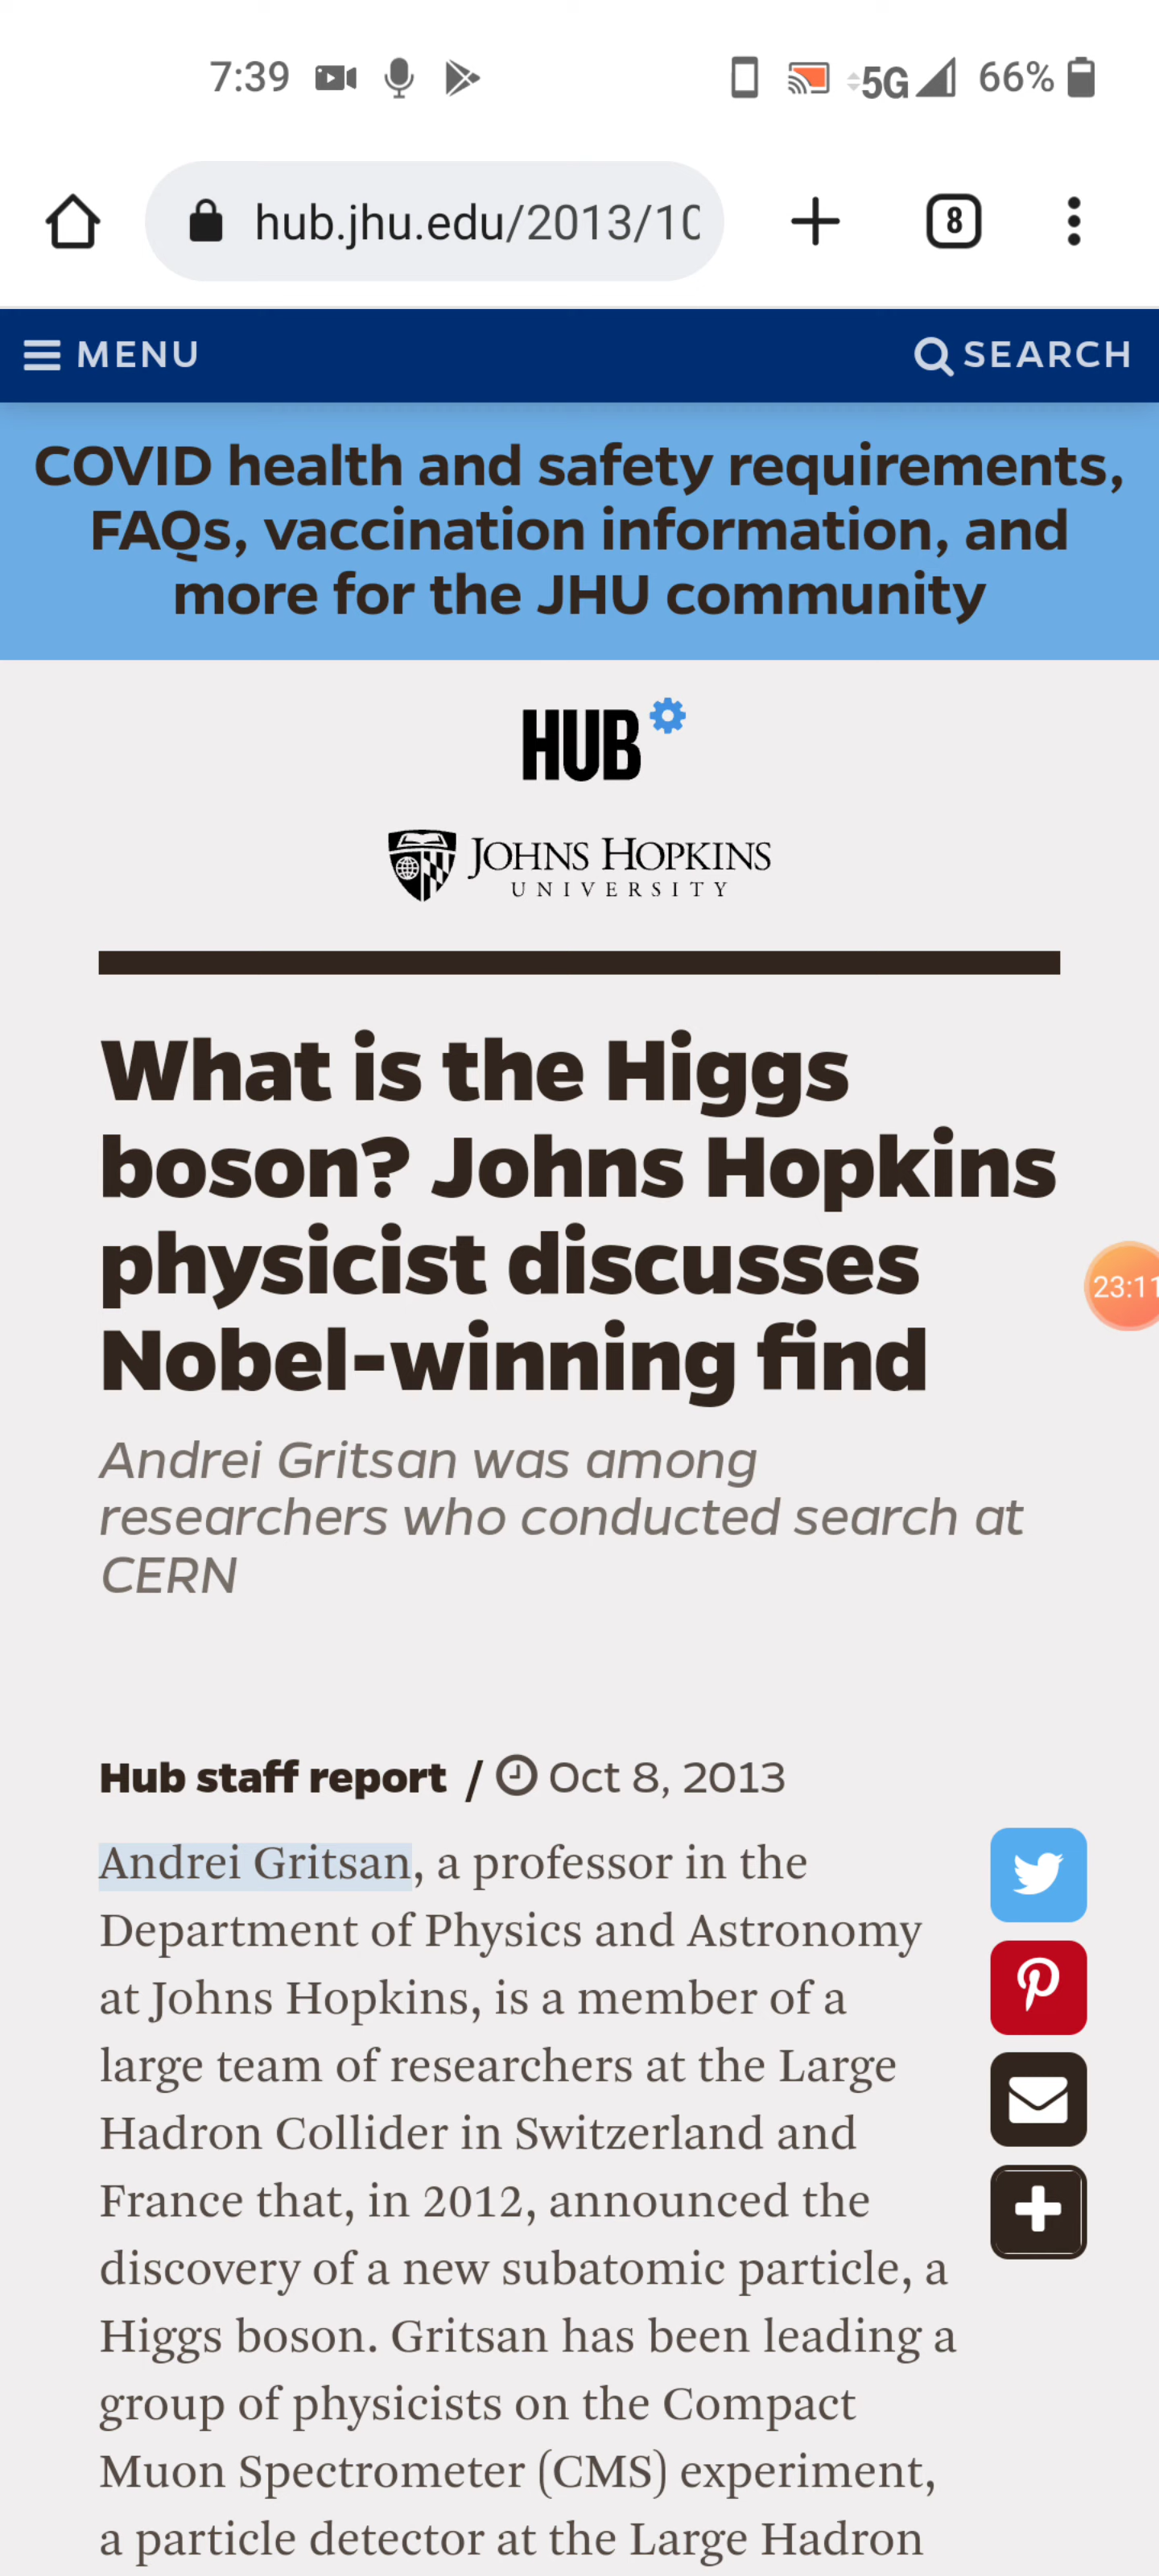 7:39 5G 66%
hub.jhu.edu/2013/10 8
MENU SEARCH
COVID health and safety requirements,
FAQs, vaccination information, and
more for the JHU community
HUB
JOHNS HOPKINS
UNIVERSITY
What is the Higgs
boson? Johns Hopkins
physicist discusses
Nobel-winning find
23:11
Andrei Gritsan was among
researchers who conducted search at
CERN
Hub staff report / Oct 8, 2013
Andrei Gritsan, a professor in the
Department of Physics and Astronomy
at Johns Hopkins, is a member of a
large team of researchers at the Large
Hadron Collider in Switzerland and
France that, in 2012, announced the
discovery of a new subatomic particle, a
Higgs boson. Gritsan has been leading a
group of physicists on the Compact
Muon Spectrometer (CMS) experiment,
a particle detector at the Large Hadron